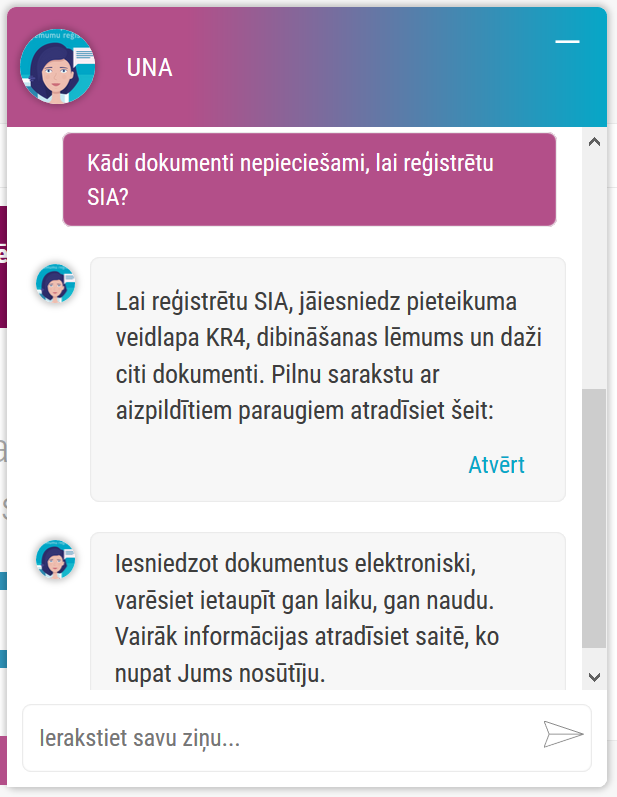 UNA
Kādi dokumenti nepieciešami, lai reģistrētu
SIA?
Lai reģistrētu SIA, jāiesniedz pieteikuma
veidlapa KR4, dibināšanas lēmums un daži
citi dokumenti. Pilnu sarakstu ar
aizpildītiem paraugiem atradīsiet šeit:
Atvērt
Iesniedzot dokumentus elektroniski,
varēsiet ietaupīt gan laiku, gan naudu.
Vairāk informācijas atradīsiet saitē, ko
nupat Jums nosūtīju.
Ierakstiet savu ziņu...